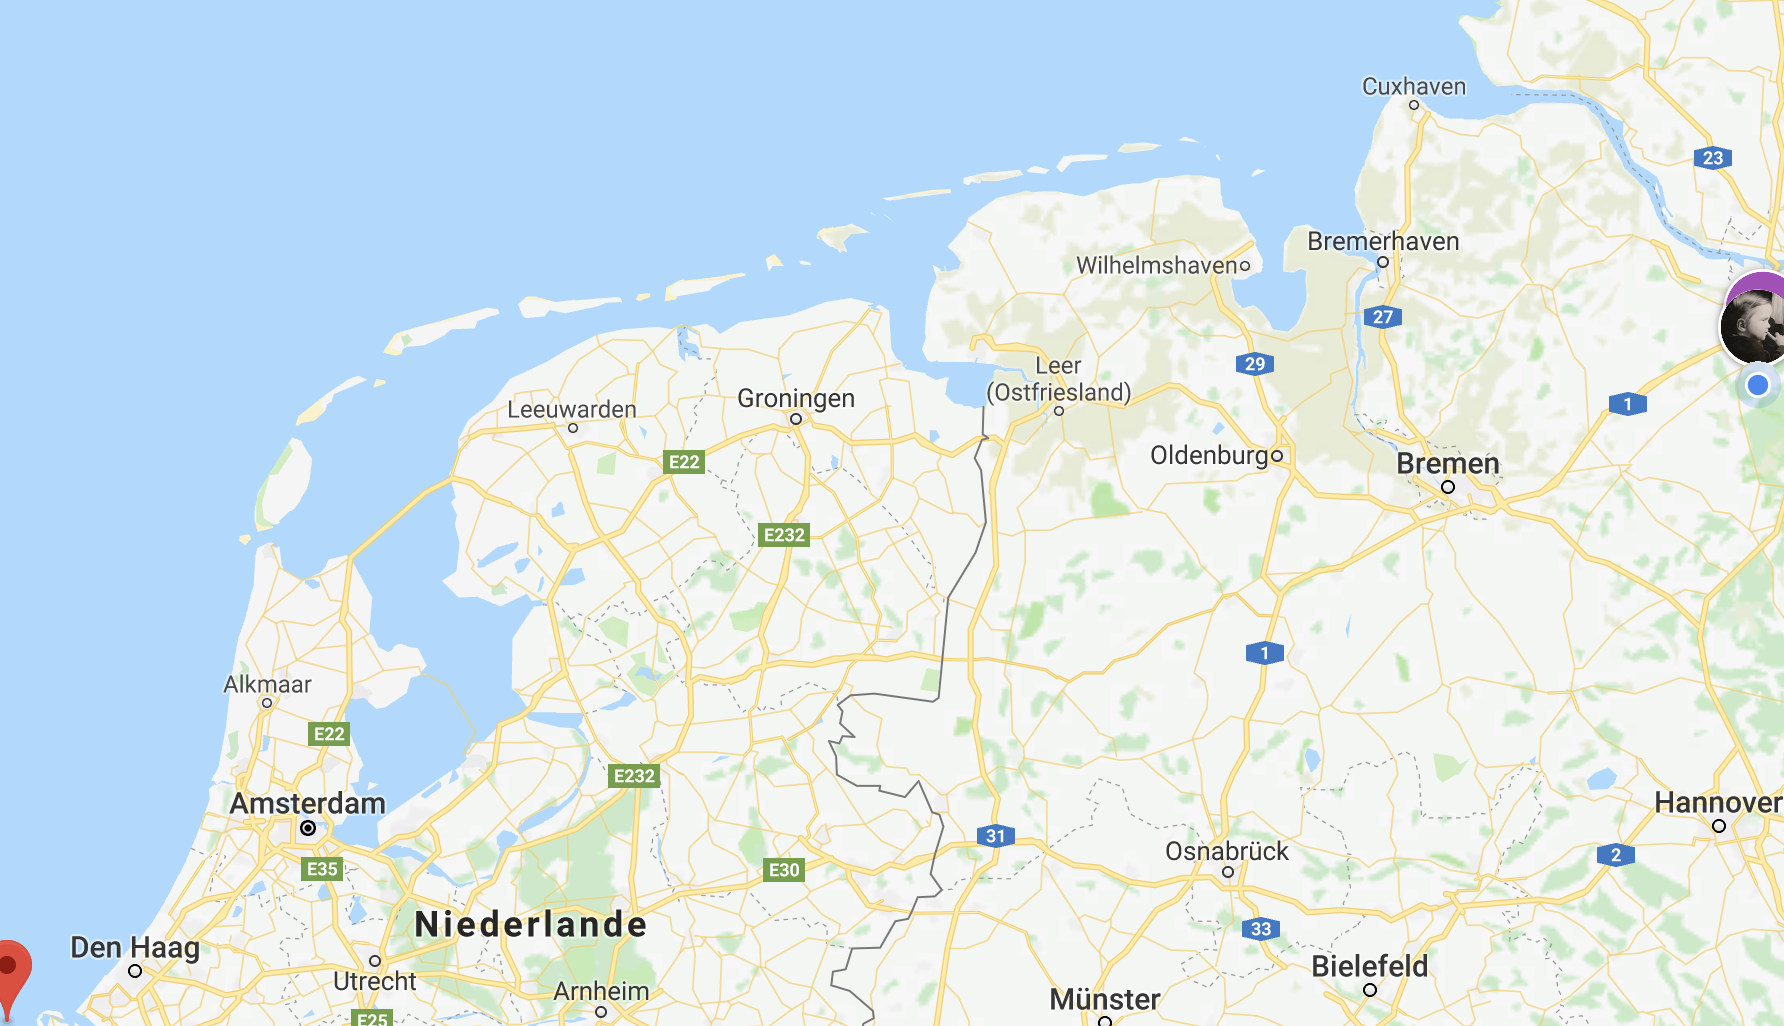 Cuxhaven
23
Bremerhaven
Wilhelmshaven
27
29
Leer
(Ostfriesland)
Groningen
Leeuwarden
1
E22
Oldenburg
Bremen
E232
1
Alkmaar
E22
E232
Amsterdam
Hannover
31
Osnabrück
2
E35
E30
Niederlande
33
Den Haag
Utrecht
Bielefeld
Arnheim
Münster
E25